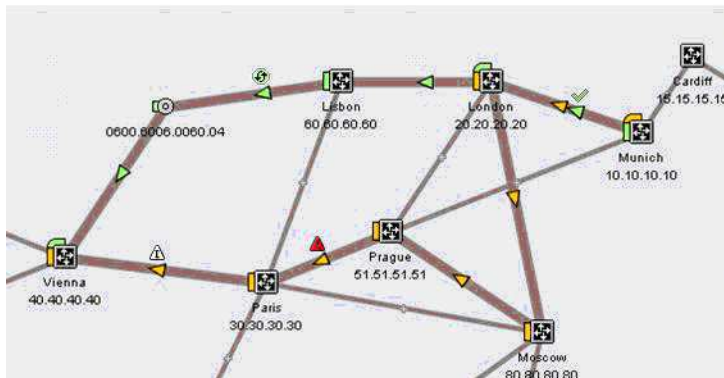 Cardiff
15.15.15.15
Lisbon
60.60.60.60
London
20.20.20.20
0600.8006.0060.04
Munich
10.10.10.10
Prague
51.51.51.51
Vienna
40.40.40.40
Paris
30.30.30.30
Moscow
80.80.80.80